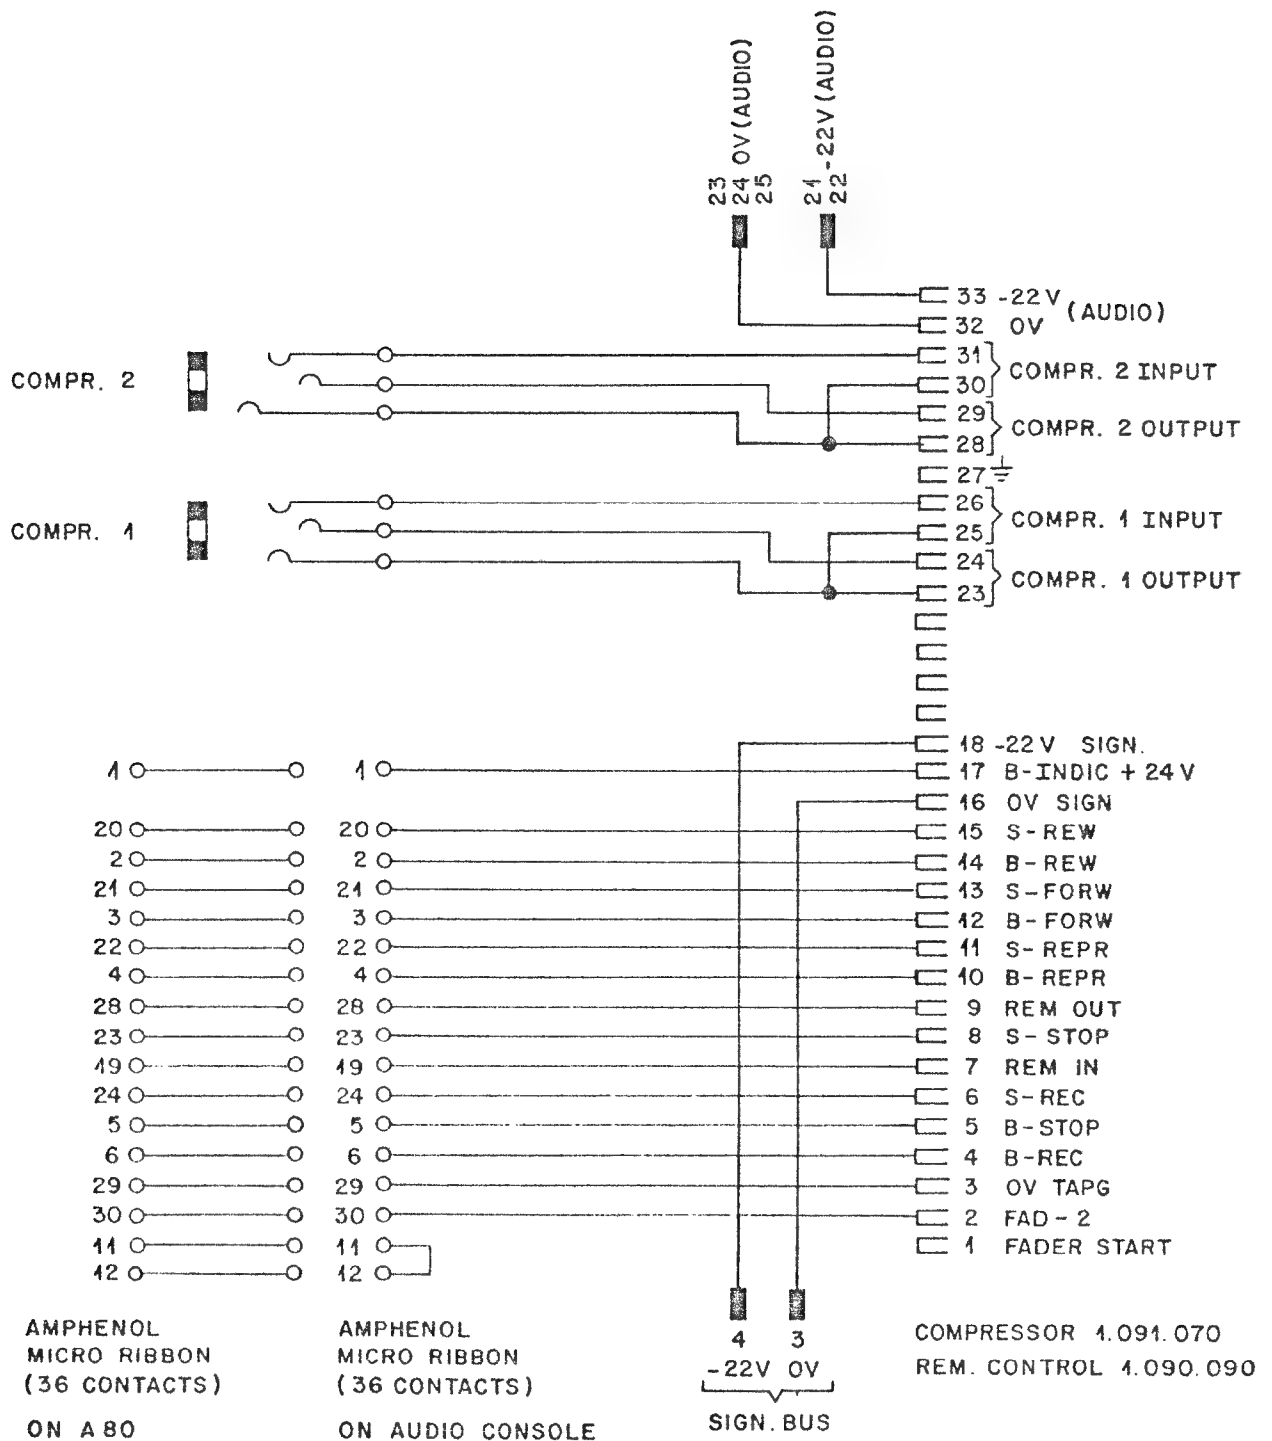 23
24 0V (AUDIO)
25
21
22 -22V (AUDIO)
33 -22V
32 0V
(AUDIO)
31
30
COMPR. 2 INPUT
COMPR. 2
29
28
COMPR. 2 OUTPUT
27
26
25
COMPR. 1 INPUT
COMPR. 1
24
23
COMPR. 1 OUTPUT
18 -22V SIGN.
1 1 17 B-INDIC + 24V
16 0V SIGN
20 20 15 S-REW
2 2 14 B-REW
21 21 13 S-FORW
3 3 12 B-FORW
22 22 11 S-REPR
4 4 10 B-REPR
28 28 9 REM OUT
23 23 8 S-STOP
19 19 7 REM IN
24 24 6 S-REC
5 5 5 B-STOP
6 6 4 B-REC
29 29 3 0V TAPG
30 30 2 FAD-2
11 11 1 FADER START
12 12
AMPHENOL
MICRO RIBBON
(36 CONTACTS)
ON A80
AMPHENOL
MICRO RIBBON
(36 CONTACTS)
ON AUDIO CONSOLE
4 3
-22V 0V
SIGN. BUS
COMPRESSOR 1.091.070
REM. CONTROL 1.090.090